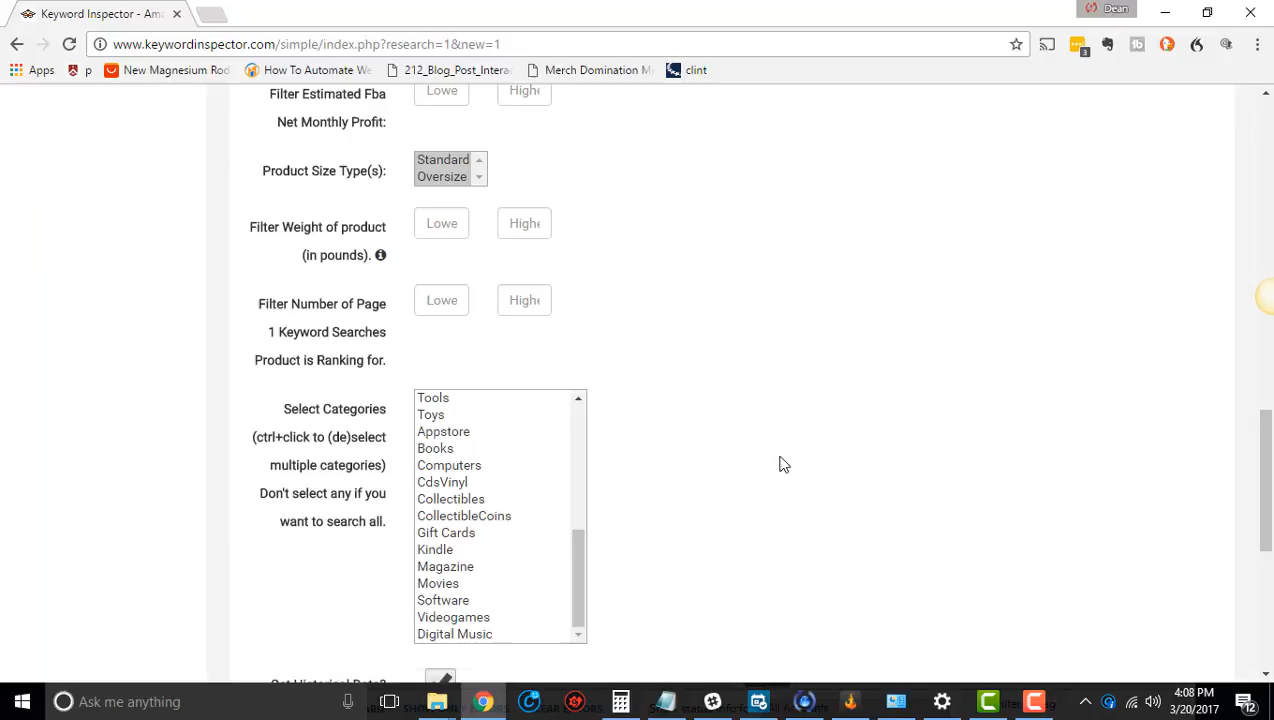 Keyword Inspector - Ama
Dean
www.keywordinspector.com/simple/index.php?research=1&new=1
3
Apps
p
New Magnesium Rod
How To Automate We
212_Blog_Post_Intera
Merch Domination M
clint
Filter Estimated Fba
Net Monthly Profit:
Lowe
Highe
Product Size Type(s):
Standard
Oversize
Filter Weight of product
(in pounds).
Lowe
Highe
Filter Number of Page
1 Keyword Searches
Product is Ranking for.
Lowe
Highe
Select Categories
(ctrl+click to (de)select
multiple categories)
Don't select any if you
want to search all.
Tools
Toys
Appstore
Books
Computers
CdsVinyl
Collectibles
CollectibleCoins
Gift Cards
Kindle
Magazine
Movies
Software
Videogames
Digital Music
Ask me anything
4:08 PM
3/20/2017
12